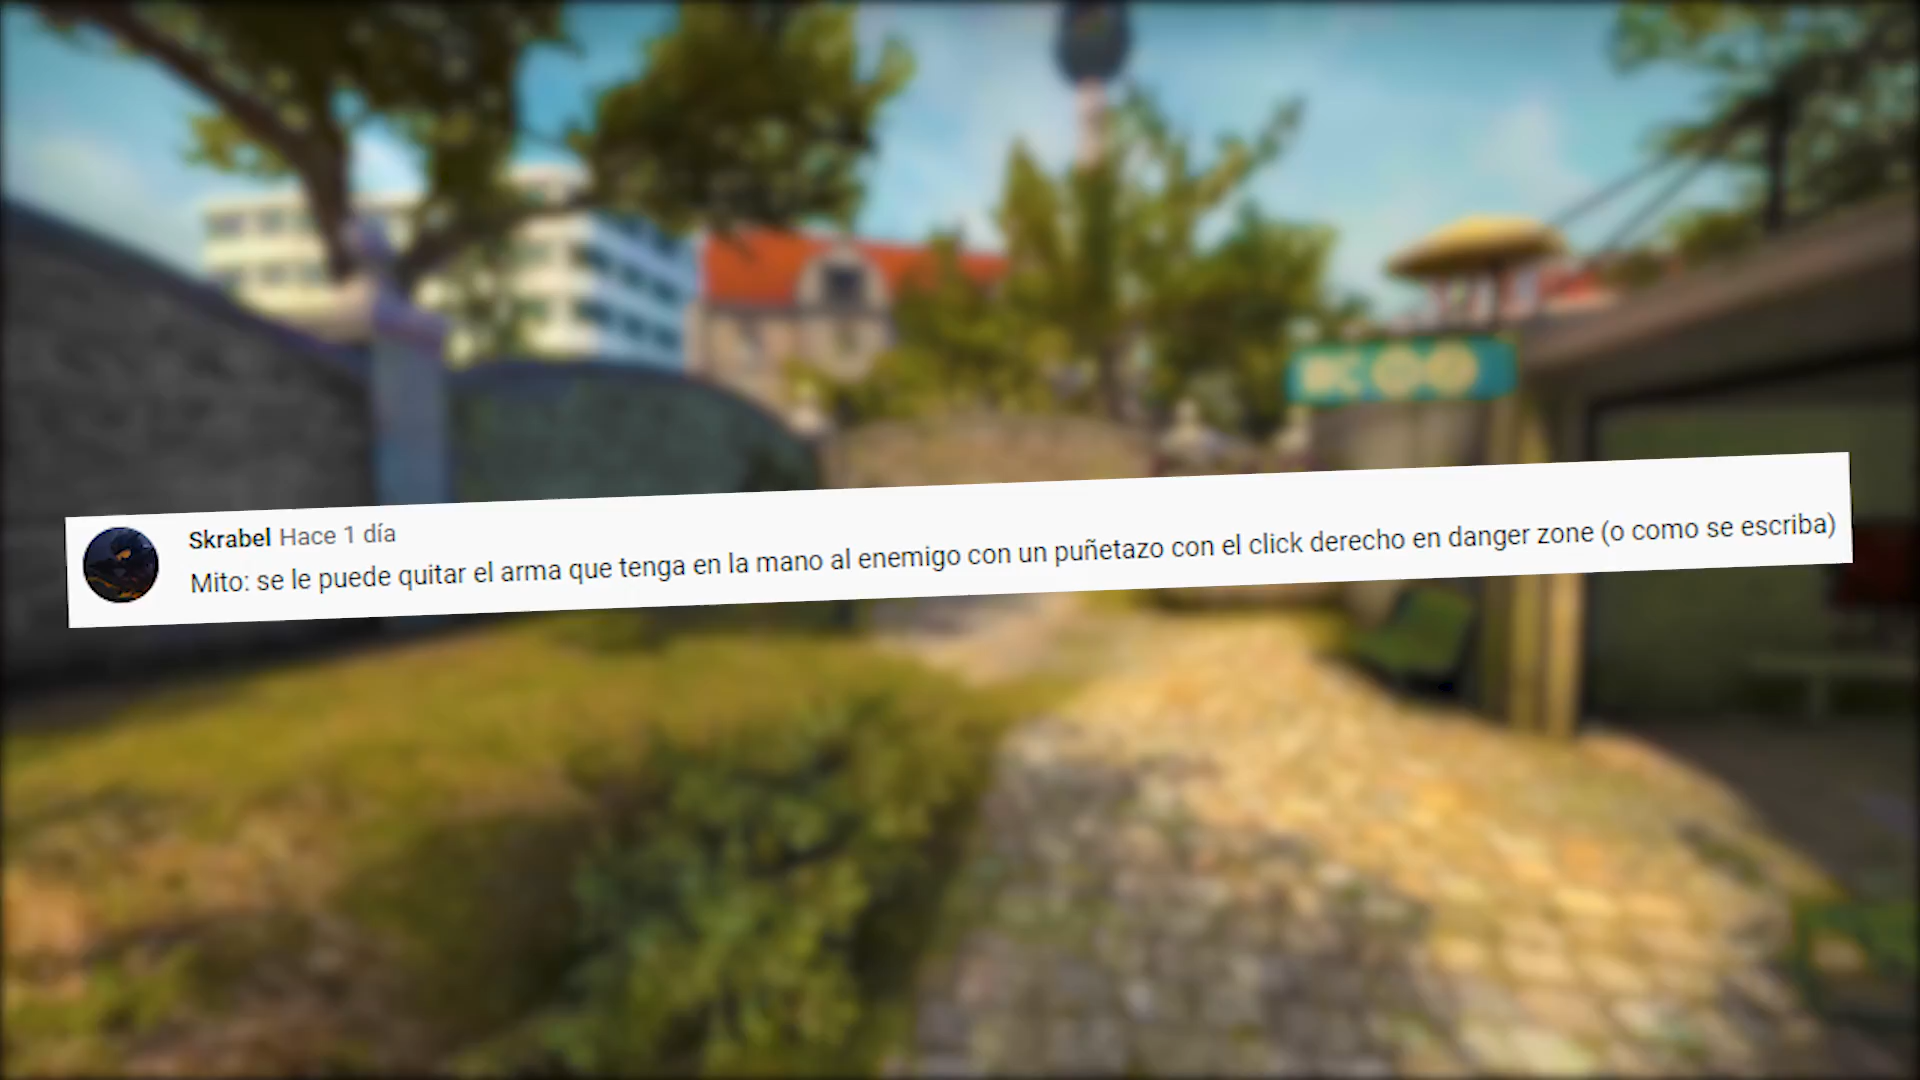 Skrabel Hace 1 día
Mito: se le puede quitar el arma que tenga en la mano al enemigo con un puñetazo con el click derecho en danger zone (o como se escriba)